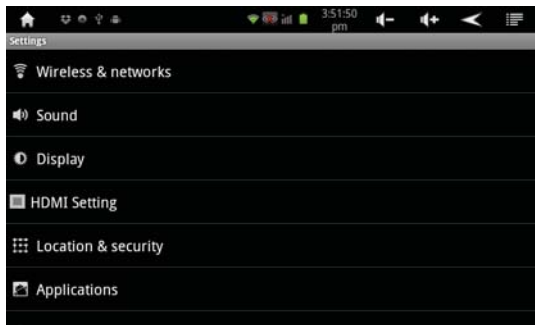 3:51:50
pm
Settings
Wireless & networks
Sound
Display
HDMI Setting
Location & security
Applications